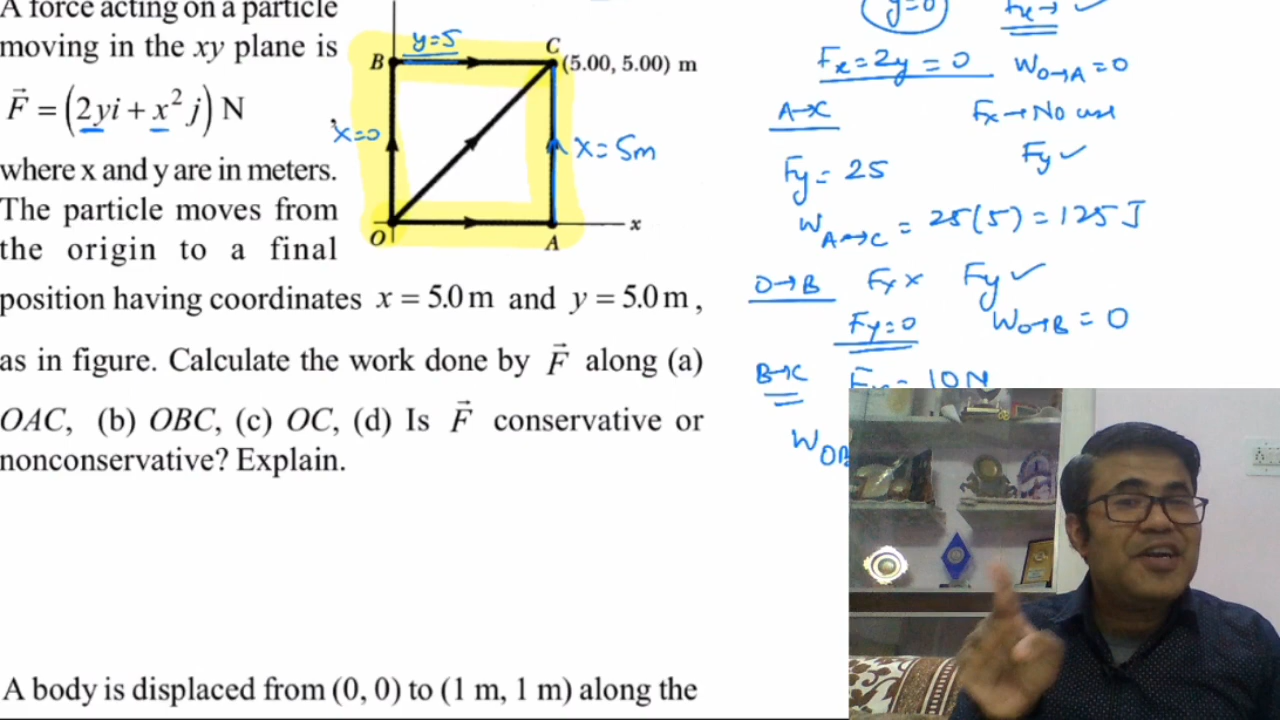 A force acting on a particle
moving in the xy plane is
F⃗ = (2yi + x² j) N
where x and y are in meters.
The particle moves from
the origin to a final
position having coordinates x = 5.0 m and y = 5.0 m ,
as in figure. Calculate the work done by F⃗ along (a)
OAC, (b) OBC, (c) OC, (d) Is F⃗ conservative or
nonconservative? Explain.
A body is displaced from (0, 0) to (1 m, 1 m) along the
y=5
B
C
(5.00, 5.00) m
x=0
x = 5m
O
A
x
y=0
Fx→ ✓
Fx = 2y = 0
W O→A = 0
A→C
Fx → No use
Fy = 25
Fy ✓
W A→C = 25(5) = 125 J
O→B
Fx ×
Fy ✓
Fy = 0
W O→B = 0
B→C
Fx = 10N
W OB